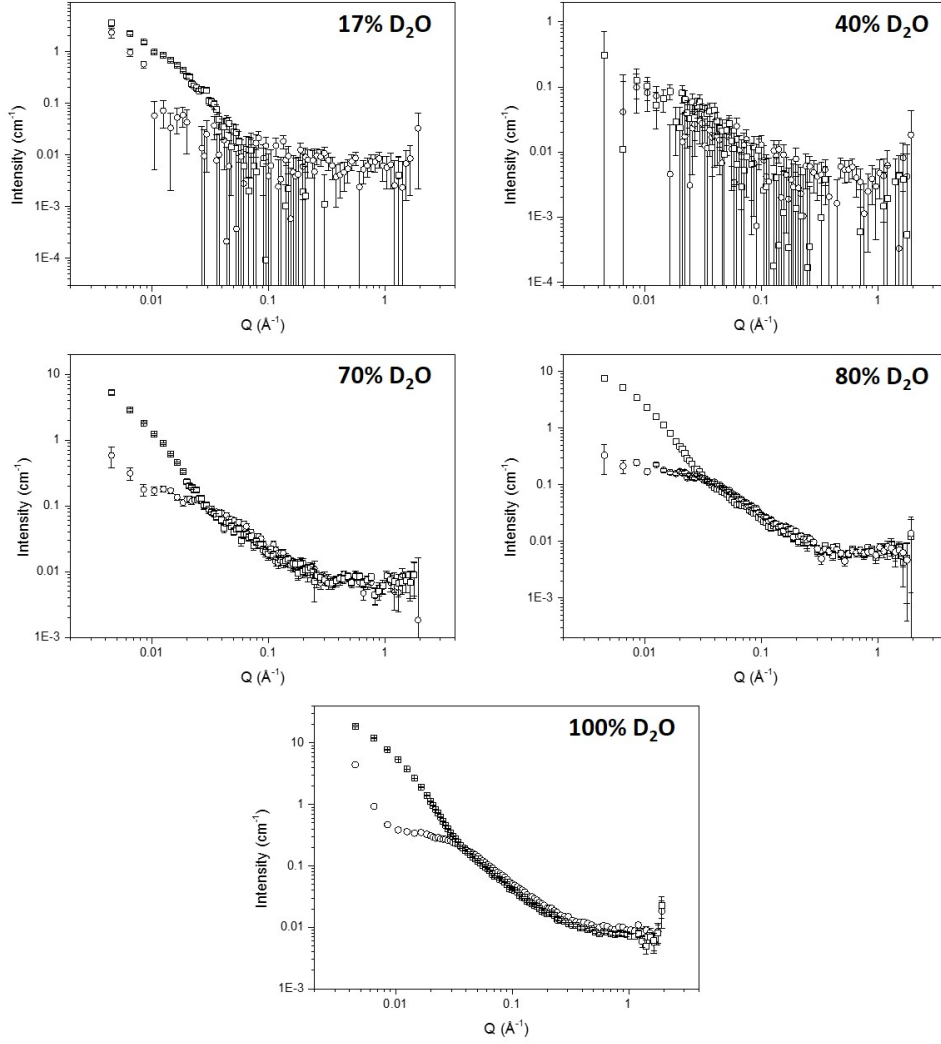 17% D₂O
Intensity (cm⁻¹)
1
0.1
0.01
1E-3
1E-4
0.01 0.1 1
Q (Å⁻¹)
40% D₂O
Intensity (cm⁻¹)
1
0.1
0.01
1E-3
1E-4
0.01 0.1 1
Q (Å⁻¹)
70% D₂O
Intensity (cm⁻¹)
10
1
0.1
0.01
1E-3
0.01 0.1 1
Q (Å⁻¹)
80% D₂O
Intensity (cm⁻¹)
10
1
0.1
0.01
1E-3
0.01 0.1 1
Q (Å⁻¹)
100% D₂O
Intensity (cm⁻¹)
10
1
0.1
0.01
1E-3
0.01 0.1 1
Q (Å⁻¹)